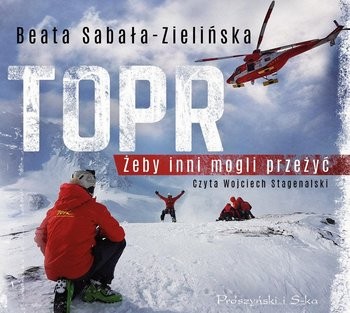 Beata Sabała-Zielińska
TOPR
Żeby inni mogli przeżyć
Czyta Wojciech Stagenalski
Prószyński i S-ka